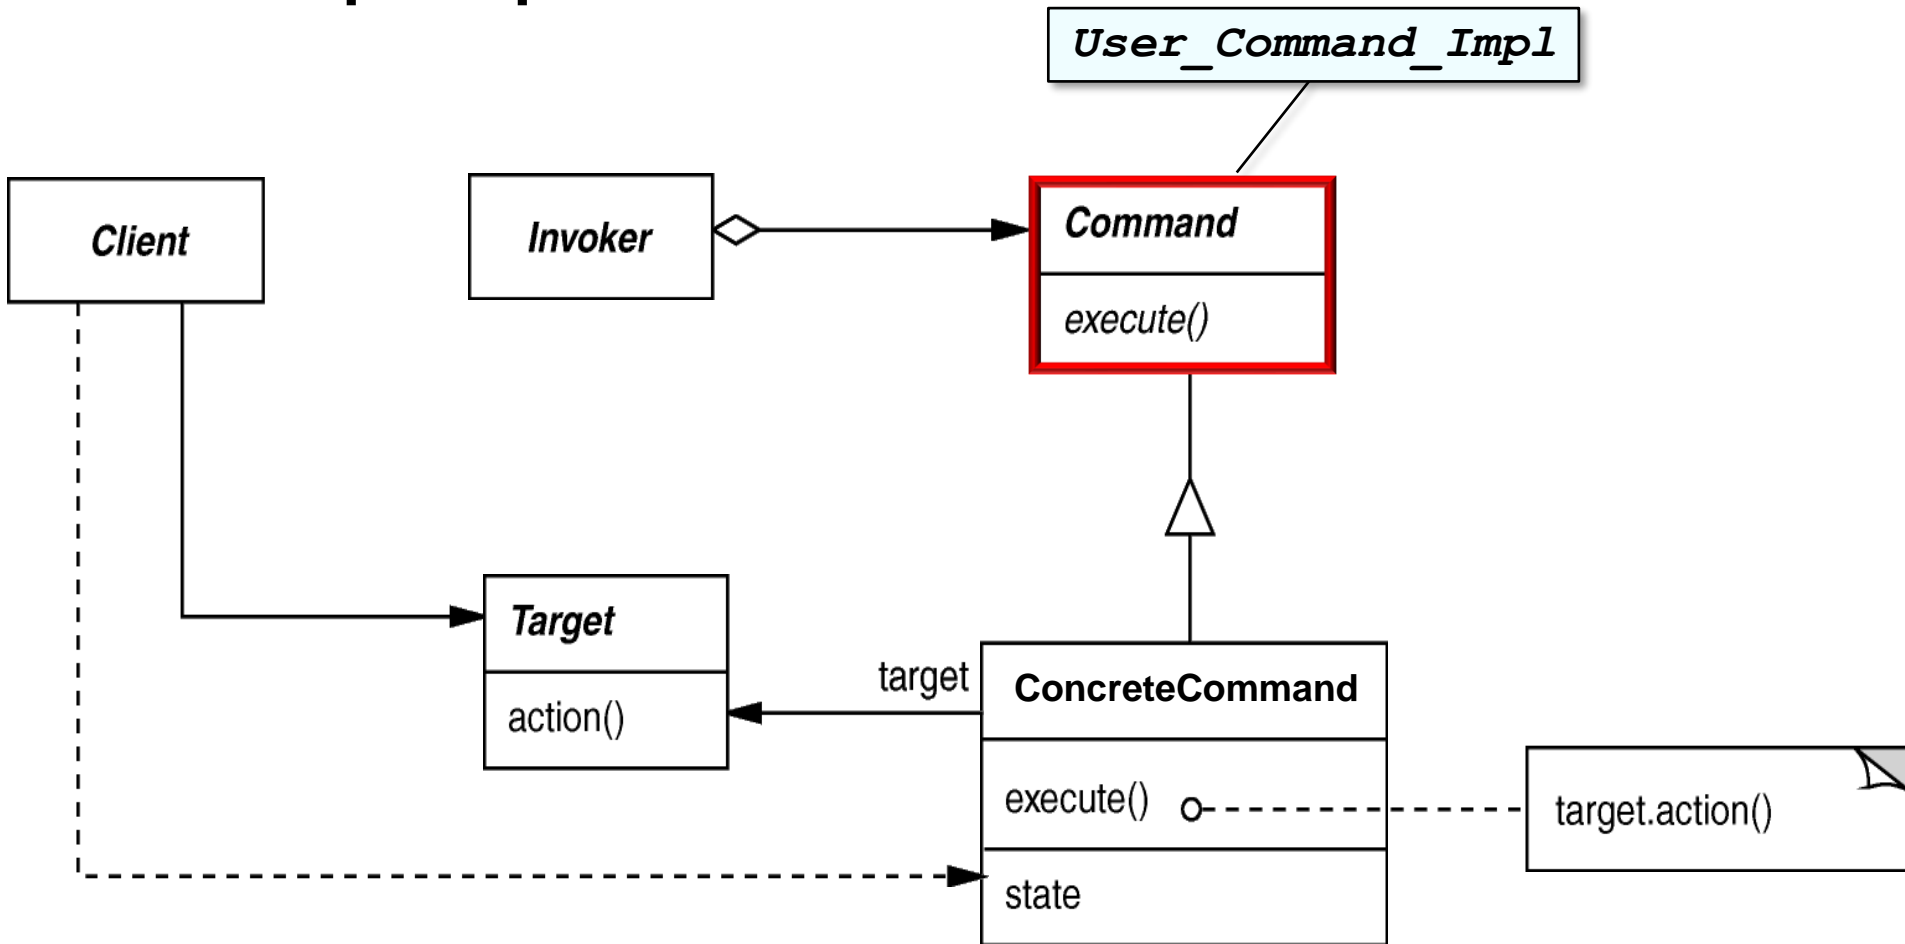 User_Command_Impl
Client
Invoker
Command
execute()
Target
action()
target
ConcreteCommand
execute()
target.action()
state